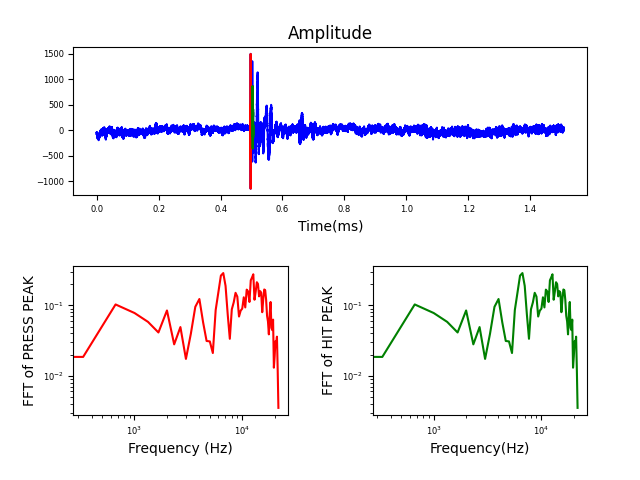 Amplitude
1500
1000
500
0
−500
−1000
0.0 0.2 0.4 0.6 0.8 1.0 1.2 1.4
Time(ms)
FFT of PRESS PEAK
10⁻¹
10⁻²
10³ 10⁴
Frequency (Hz)
FFT of HIT PEAK
10⁻¹
10⁻²
10³ 10⁴
Frequency(Hz)